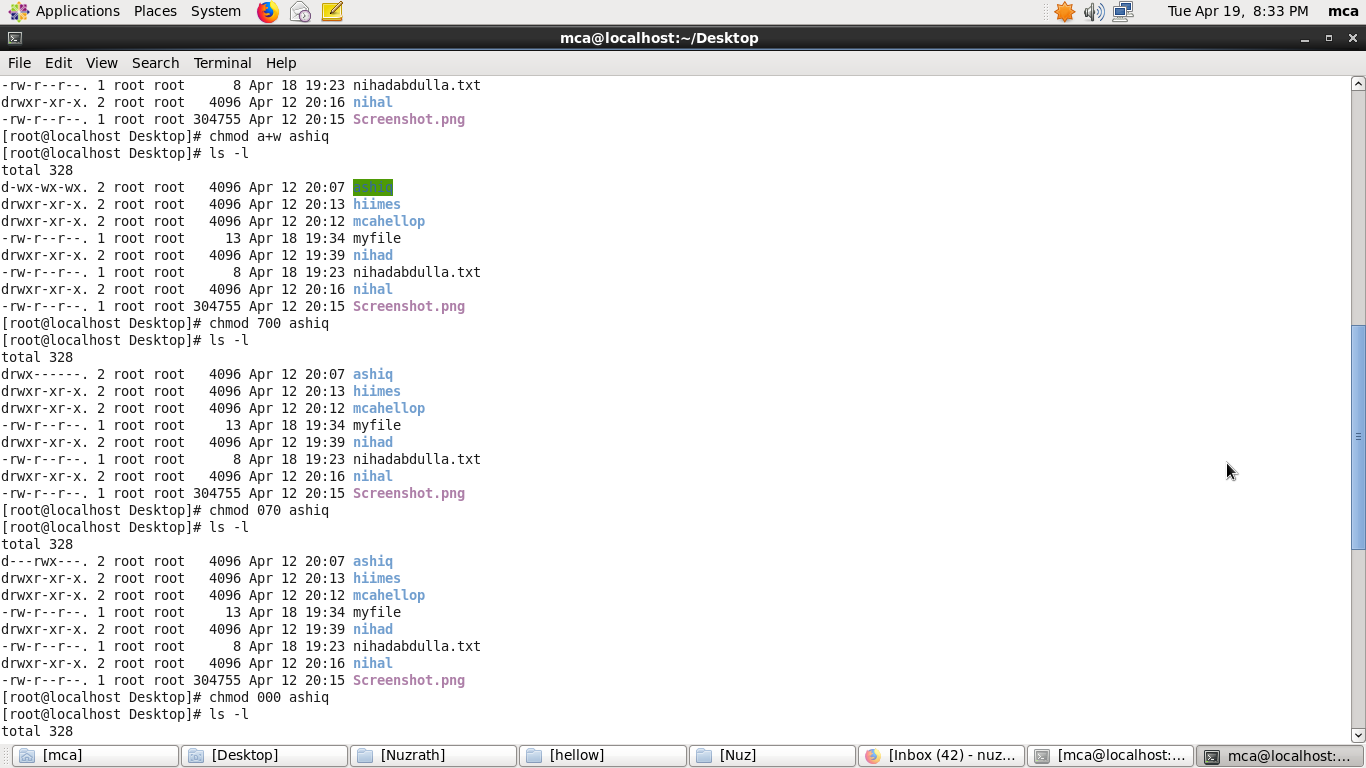 Applications Places System
Tue Apr 19, 8:33 PM mca
mca@localhost:~/Desktop
File Edit View Search Terminal Help
-rw-r--r--. 1 root root      8 Apr 18 19:23 nihadabdulla.txt
drwxr-xr-x. 2 root root   4096 Apr 12 20:16 nihal
-rw-r--r--. 1 root root 304755 Apr 12 20:15 Screenshot.png
[root@localhost Desktop]# chmod a+w ashiq
[root@localhost Desktop]# ls -l
total 328
d-wx-wx-wx. 2 root root   4096 Apr 12 20:07 ashiq
drwxr-xr-x. 2 root root   4096 Apr 12 20:13 hiimes
drwxr-xr-x. 2 root root   4096 Apr 12 20:12 mcahellop
-rw-r--r--. 1 root root     13 Apr 18 19:34 myfile
drwxr-xr-x. 2 root root   4096 Apr 12 19:39 nihad
-rw-r--r--. 1 root root      8 Apr 18 19:23 nihadabdulla.txt
drwxr-xr-x. 2 root root   4096 Apr 12 20:16 nihal
-rw-r--r--. 1 root root 304755 Apr 12 20:15 Screenshot.png
[root@localhost Desktop]# chmod 700 ashiq
[root@localhost Desktop]# ls -l
total 328
drwx------. 2 root root   4096 Apr 12 20:07 ashiq
drwxr-xr-x. 2 root root   4096 Apr 12 20:13 hiimes
drwxr-xr-x. 2 root root   4096 Apr 12 20:12 mcahellop
-rw-r--r--. 1 root root     13 Apr 18 19:34 myfile
drwxr-xr-x. 2 root root   4096 Apr 12 19:39 nihad
-rw-r--r--. 1 root root      8 Apr 18 19:23 nihadabdulla.txt
drwxr-xr-x. 2 root root   4096 Apr 12 20:16 nihal
-rw-r--r--. 1 root root 304755 Apr 12 20:15 Screenshot.png
[root@localhost Desktop]# chmod 070 ashiq
[root@localhost Desktop]# ls -l
total 328
d---rwx---. 2 root root   4096 Apr 12 20:07 ashiq
drwxr-xr-x. 2 root root   4096 Apr 12 20:13 hiimes
drwxr-xr-x. 2 root root   4096 Apr 12 20:12 mcahellop
-rw-r--r--. 1 root root     13 Apr 18 19:34 myfile
drwxr-xr-x. 2 root root   4096 Apr 12 19:39 nihad
-rw-r--r--. 1 root root      8 Apr 18 19:23 nihadabdulla.txt
drwxr-xr-x. 2 root root   4096 Apr 12 20:16 nihal
-rw-r--r--. 1 root root 304755 Apr 12 20:15 Screenshot.png
[root@localhost Desktop]# chmod 000 ashiq
[root@localhost Desktop]# ls -l
total 328
[mca] [Desktop] [Nuzrath] [hellow] [Nuz] [Inbox (42) - nuz... [mca@localhost:... mca@localhost:...